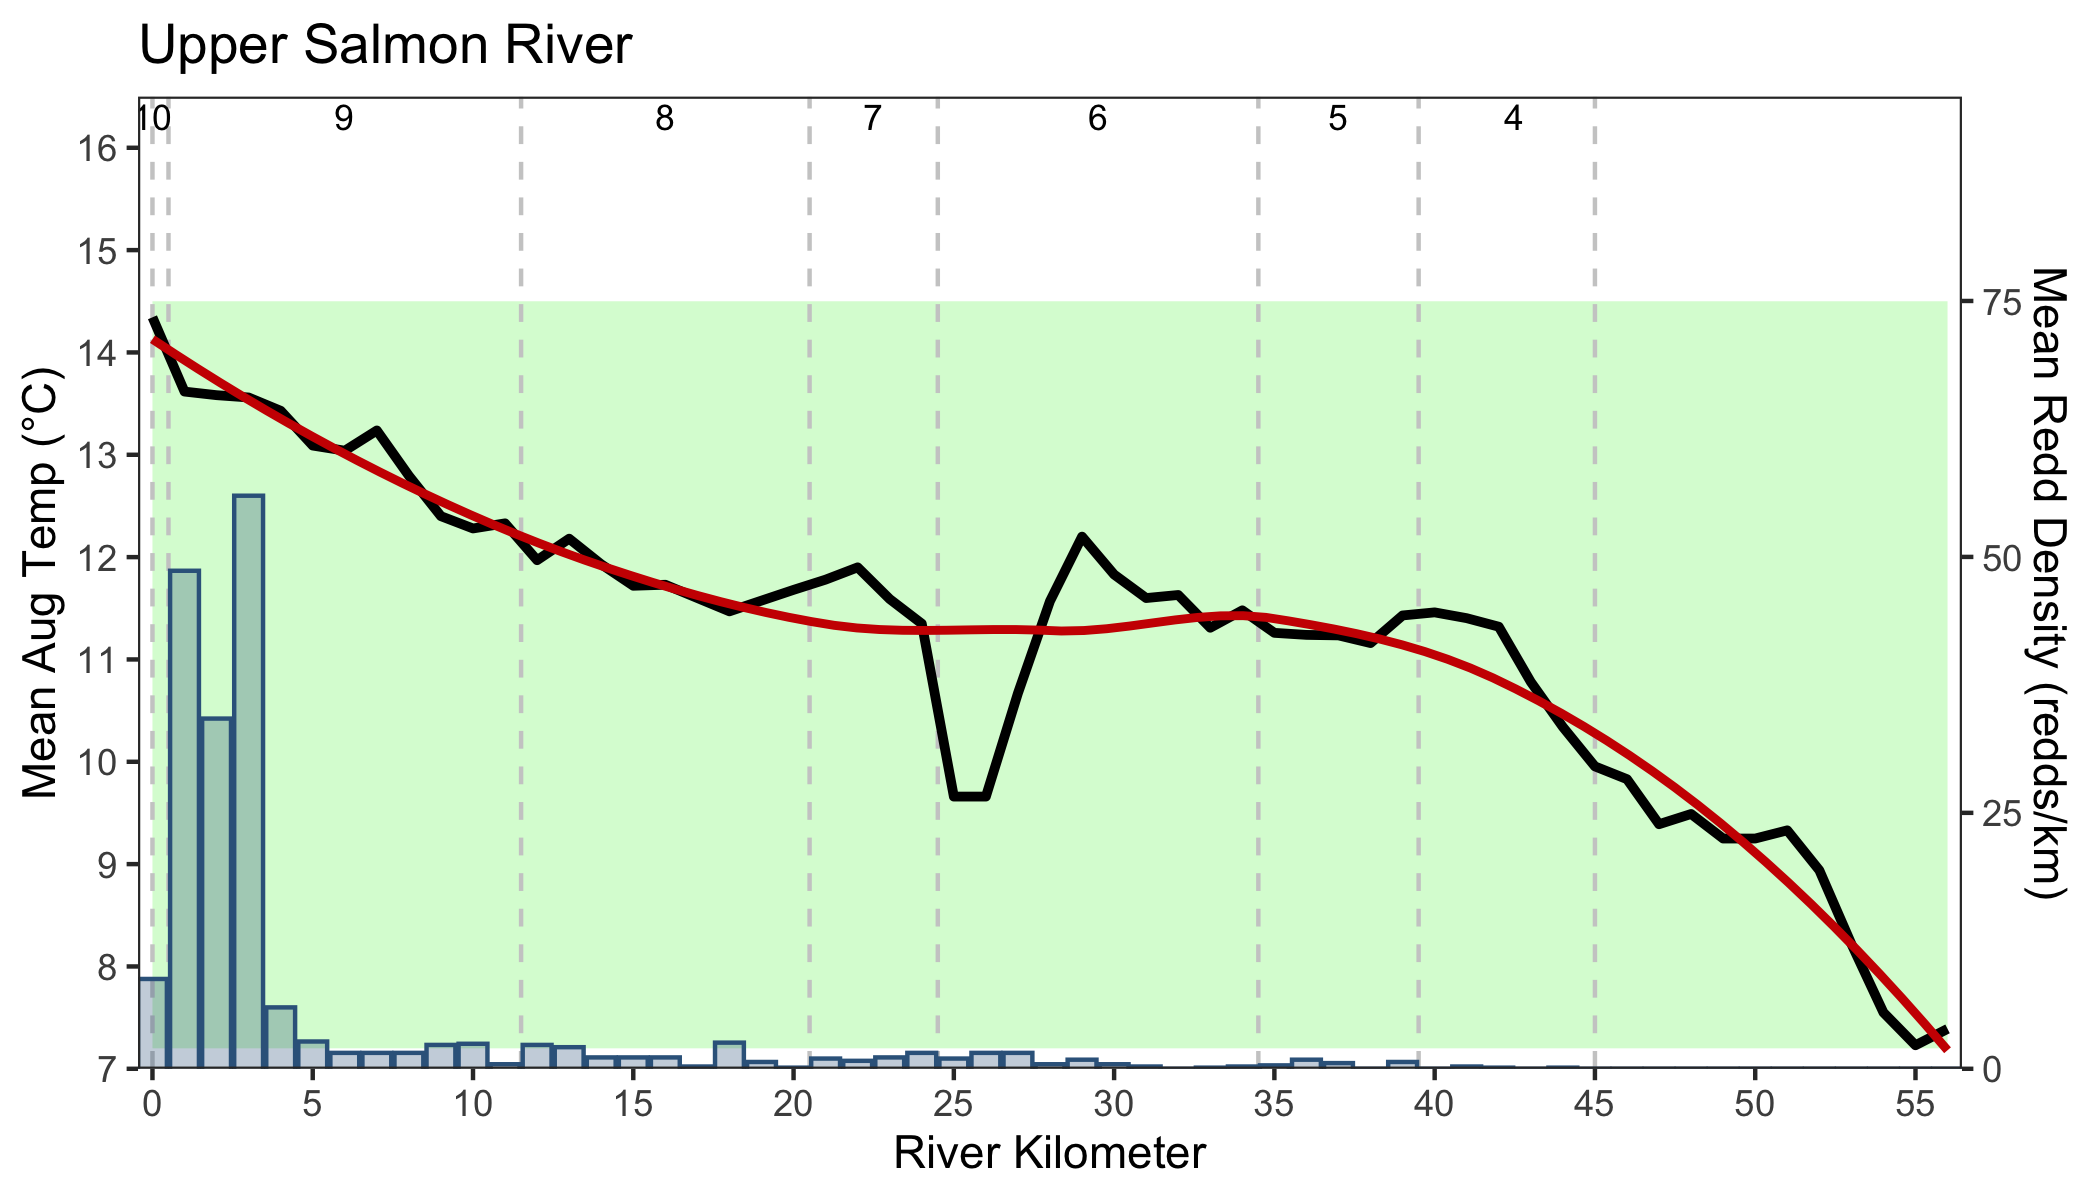 Upper Salmon River
10 9 8 7 6 5 4
16
15
14
13
12
11
10
9
8
7
Mean Aug Temp (°C)
75
50
25
0
Mean Redd Density (redds/km)
0 5 10 15 20 25 30 35 40 45 50 55
River Kilometer